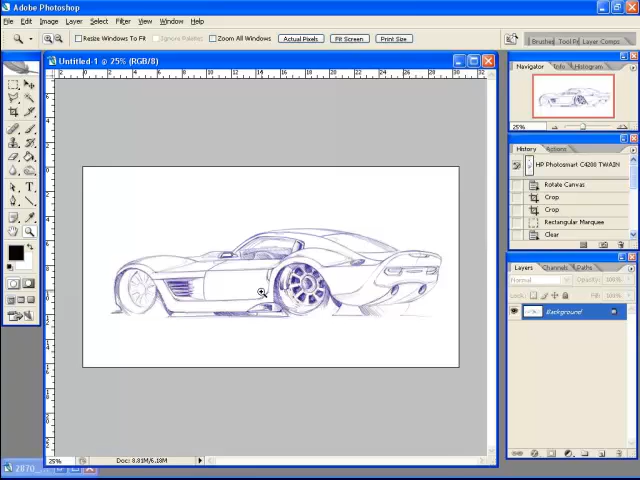 Adobe Photoshop
File Edit Image Layer Select Filter View Window Help
Resize Windows To Fit Ignore Palettes Zoom All Windows Actual Pixels Fit Screen Print Size
Brushes Tool Pr Layer Comps
Untitled-1 @ 25% (RGB/8)
Navigator Info Histogram
25%
History Actions
HP Photosmart C4200 TWAIN
Rotate Canvas
Crop
Crop
Rectangular Marquee
Clear
Layers Channels Paths
Normal Opacity: 100%
Lock: Fill: 100%
Background
25% Doc: 8.81M/6.18M
2870_